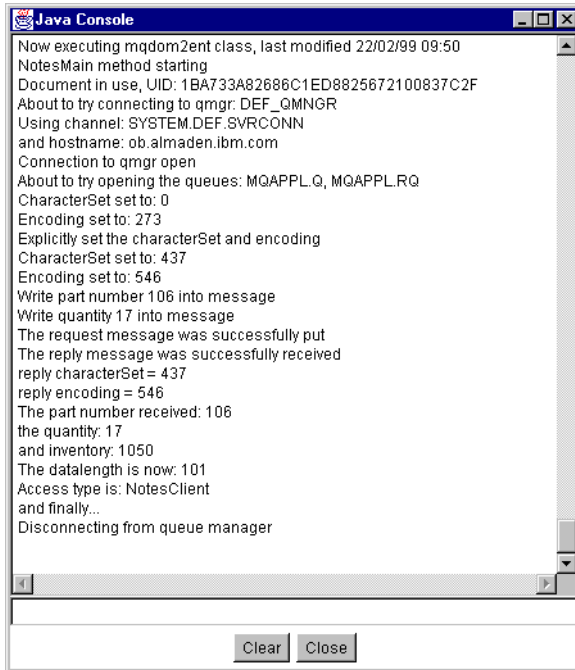 Java Console
Now executing mqdom2ent class, last modified 22/02/99 09:50
NotesMain method starting
Document in use, UID: 1BA733A82686C1ED8825672100837C2F
About to try connecting to qmgr: DEF_QMNGR
Using channel: SYSTEM.DEF.SVRCONN
and hostname: ob.almaden.ibm.com
Connection to qmgr open
About to try opening the queues: MQAPPL.Q, MQAPPL.RQ
CharacterSet set to: 0
Encoding set to: 273
Explicitly set the characterSet and encoding
CharacterSet set to: 437
Encoding set to: 546
Write part number 106 into message
Write quantity 17 into message
The request message was successfully put
The reply message was successfully received
reply characterSet = 437
reply encoding = 546
The part number received: 106
the quantity: 17
and inventory: 1050
The datalength is now: 101
Access type is: NotesClient
and finally...
Disconnecting from queue manager
Clear Close